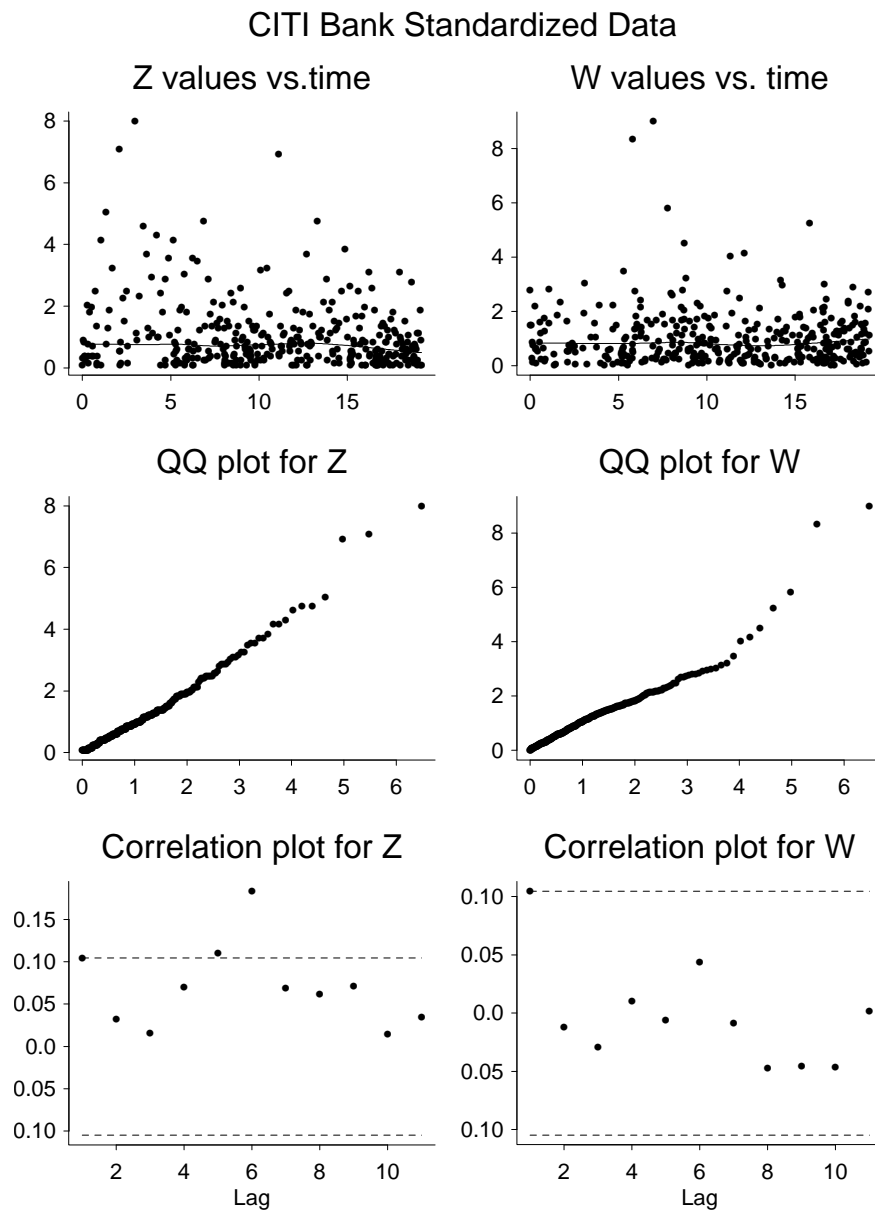 CITI Bank Standardized Data
Z values vs.time
W values vs. time
8
6
4
2
0
0 5 10 15
8
6
4
2
0
0 5 10 15
QQ plot for Z
QQ plot for W
8
6
4
2
0
0 1 2 3 4 5 6
8
6
4
2
0
0 1 2 3 4 5 6
Correlation plot for Z
Correlation plot for W
0.15
0.10
0.05
0.0
0.05
0.10
2 4 6 8 10
Lag
0.10
0.05
0.0
0.05
0.10
2 4 6 8 10
Lag